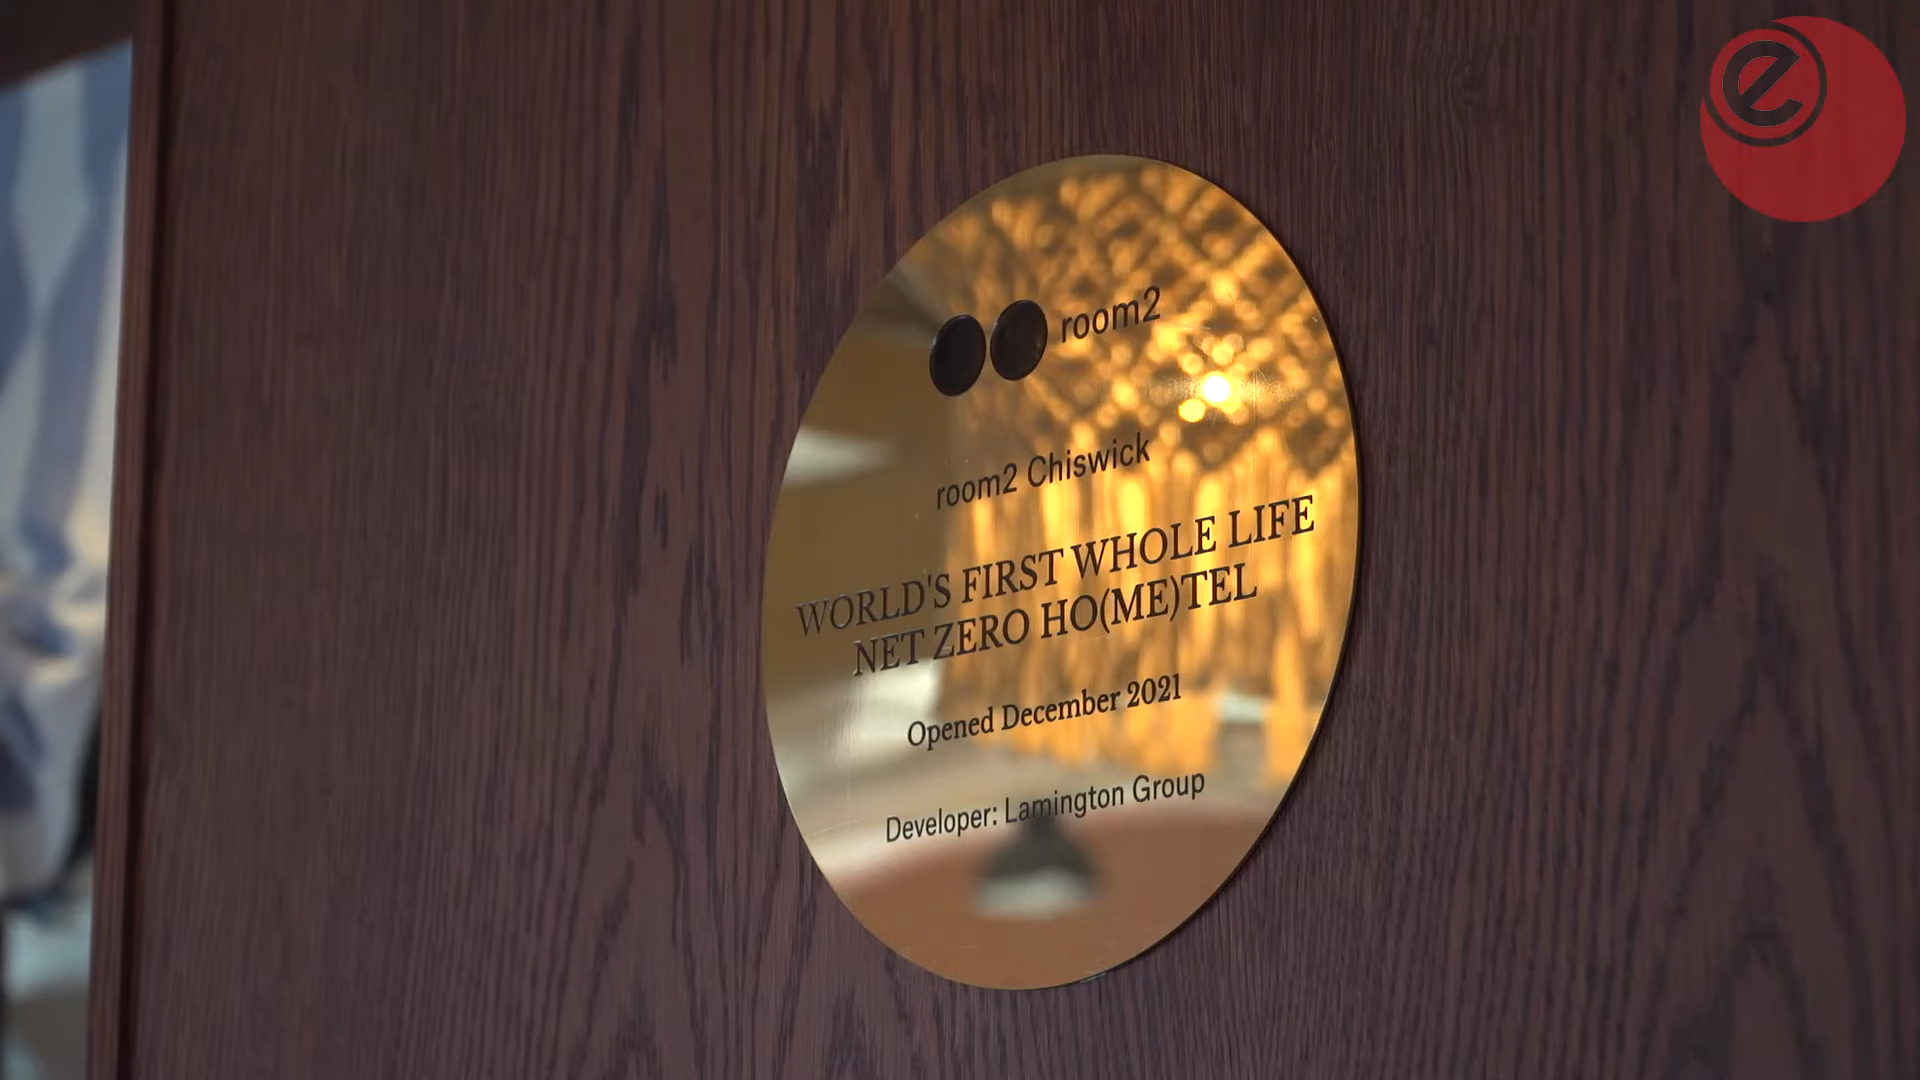 e
room2
room2 Chiswick
WORLD'S FIRST WHOLE LIFE
NET ZERO HO(ME)TEL
Opened December 2021
Developer: Lamington Group